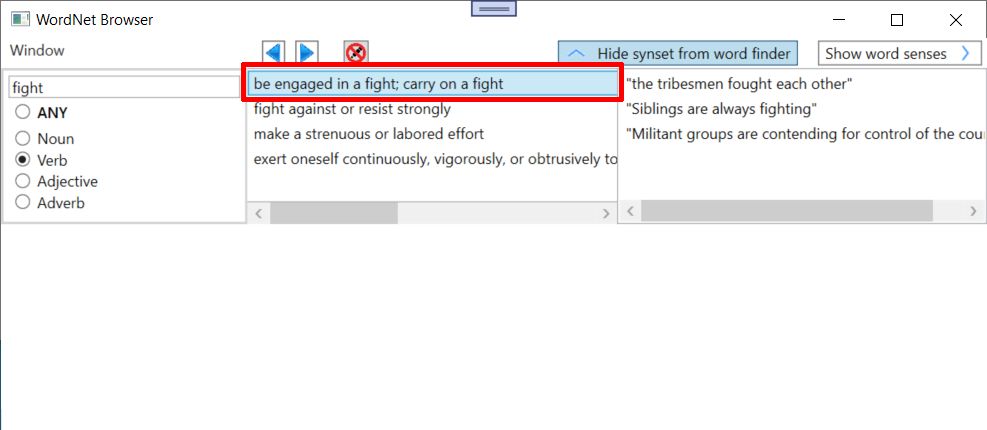 WordNet Browser
Window
Hide synset from word finder
Show word senses
fight
ANY
Noun
Verb
Adjective
Adverb
be engaged in a fight; carry on a fight
fight against or resist strongly
make a strenuous or labored effort
exert oneself continuously, vigorously, or obtrusively to
"the tribesmen fought each other"
"Siblings are always fighting"
"Militant groups are contending for control of the cou